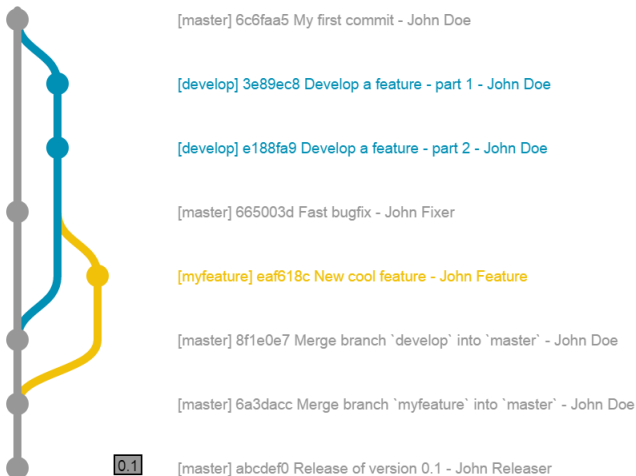 [master] 6c6faa5 My first commit - John Doe
[develop] 3e89ec8 Develop a feature - part 1 - John Doe
[develop] e188fa9 Develop a feature - part 2 - John Doe
[master] 665003d Fast bugfix - John Fixer
[myfeature] eaf618c New cool feature - John Feature
[master] 8f1e0e7 Merge branch `develop` into `master` - John Doe
[master] 6a3dacc Merge branch `myfeature` into `master` - John Doe
0.1 [master] abcdef0 Release of version 0.1 - John Releaser